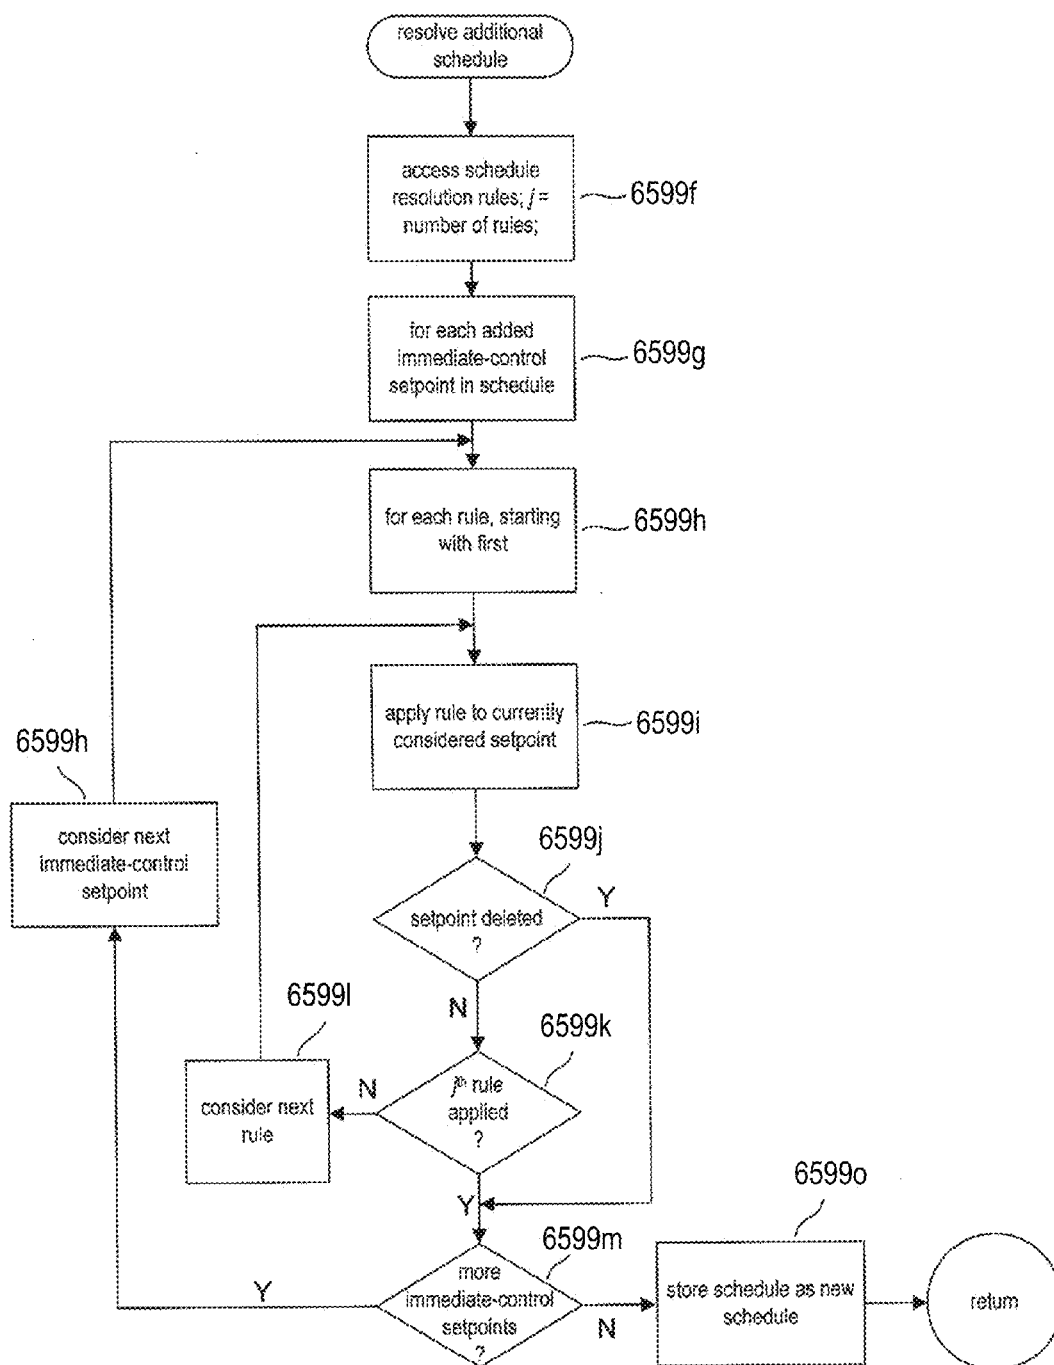 resolve additional
schedule
access schedule
resolution rules; j =
number of rules;
6599f
for each added
immediate-control
setpoint in schedule
6599g
for each rule, starting
with first
6599h
apply rule to currently
considered setpoint
6599i
6599h
consider next
immediate-control
setpoint
6599j
setpoint deleted
?
Y
N
6599l
consider next
rule
N
6599k
jth rule
applied
?
Y
6599m
more
immediate-control
setpoints
?
Y
N
6599o
store schedule as new
schedule
return